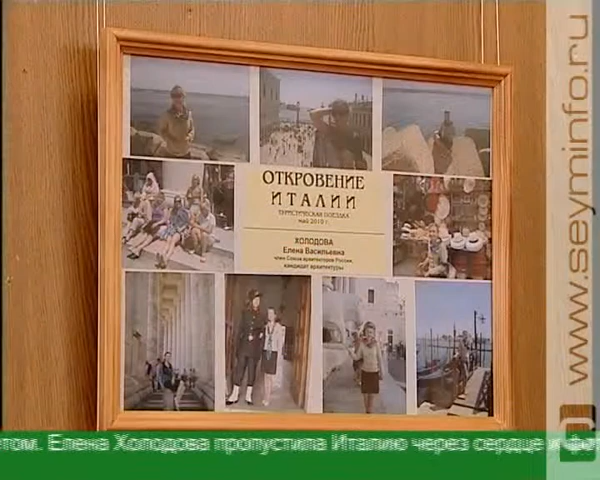 ОТКРОВЕНИЕ
ИТАЛИИ
ТУРИСТИЧЕСКАЯ ПОЕЗДКА
май 2010 г.
ХОЛОДОВА
Елена Васильевна
член Союза архитекторов России,
кандидат архитектуры
www.seyminfo.ru
етом. Елена Холодова пропустила Италию через сердце и